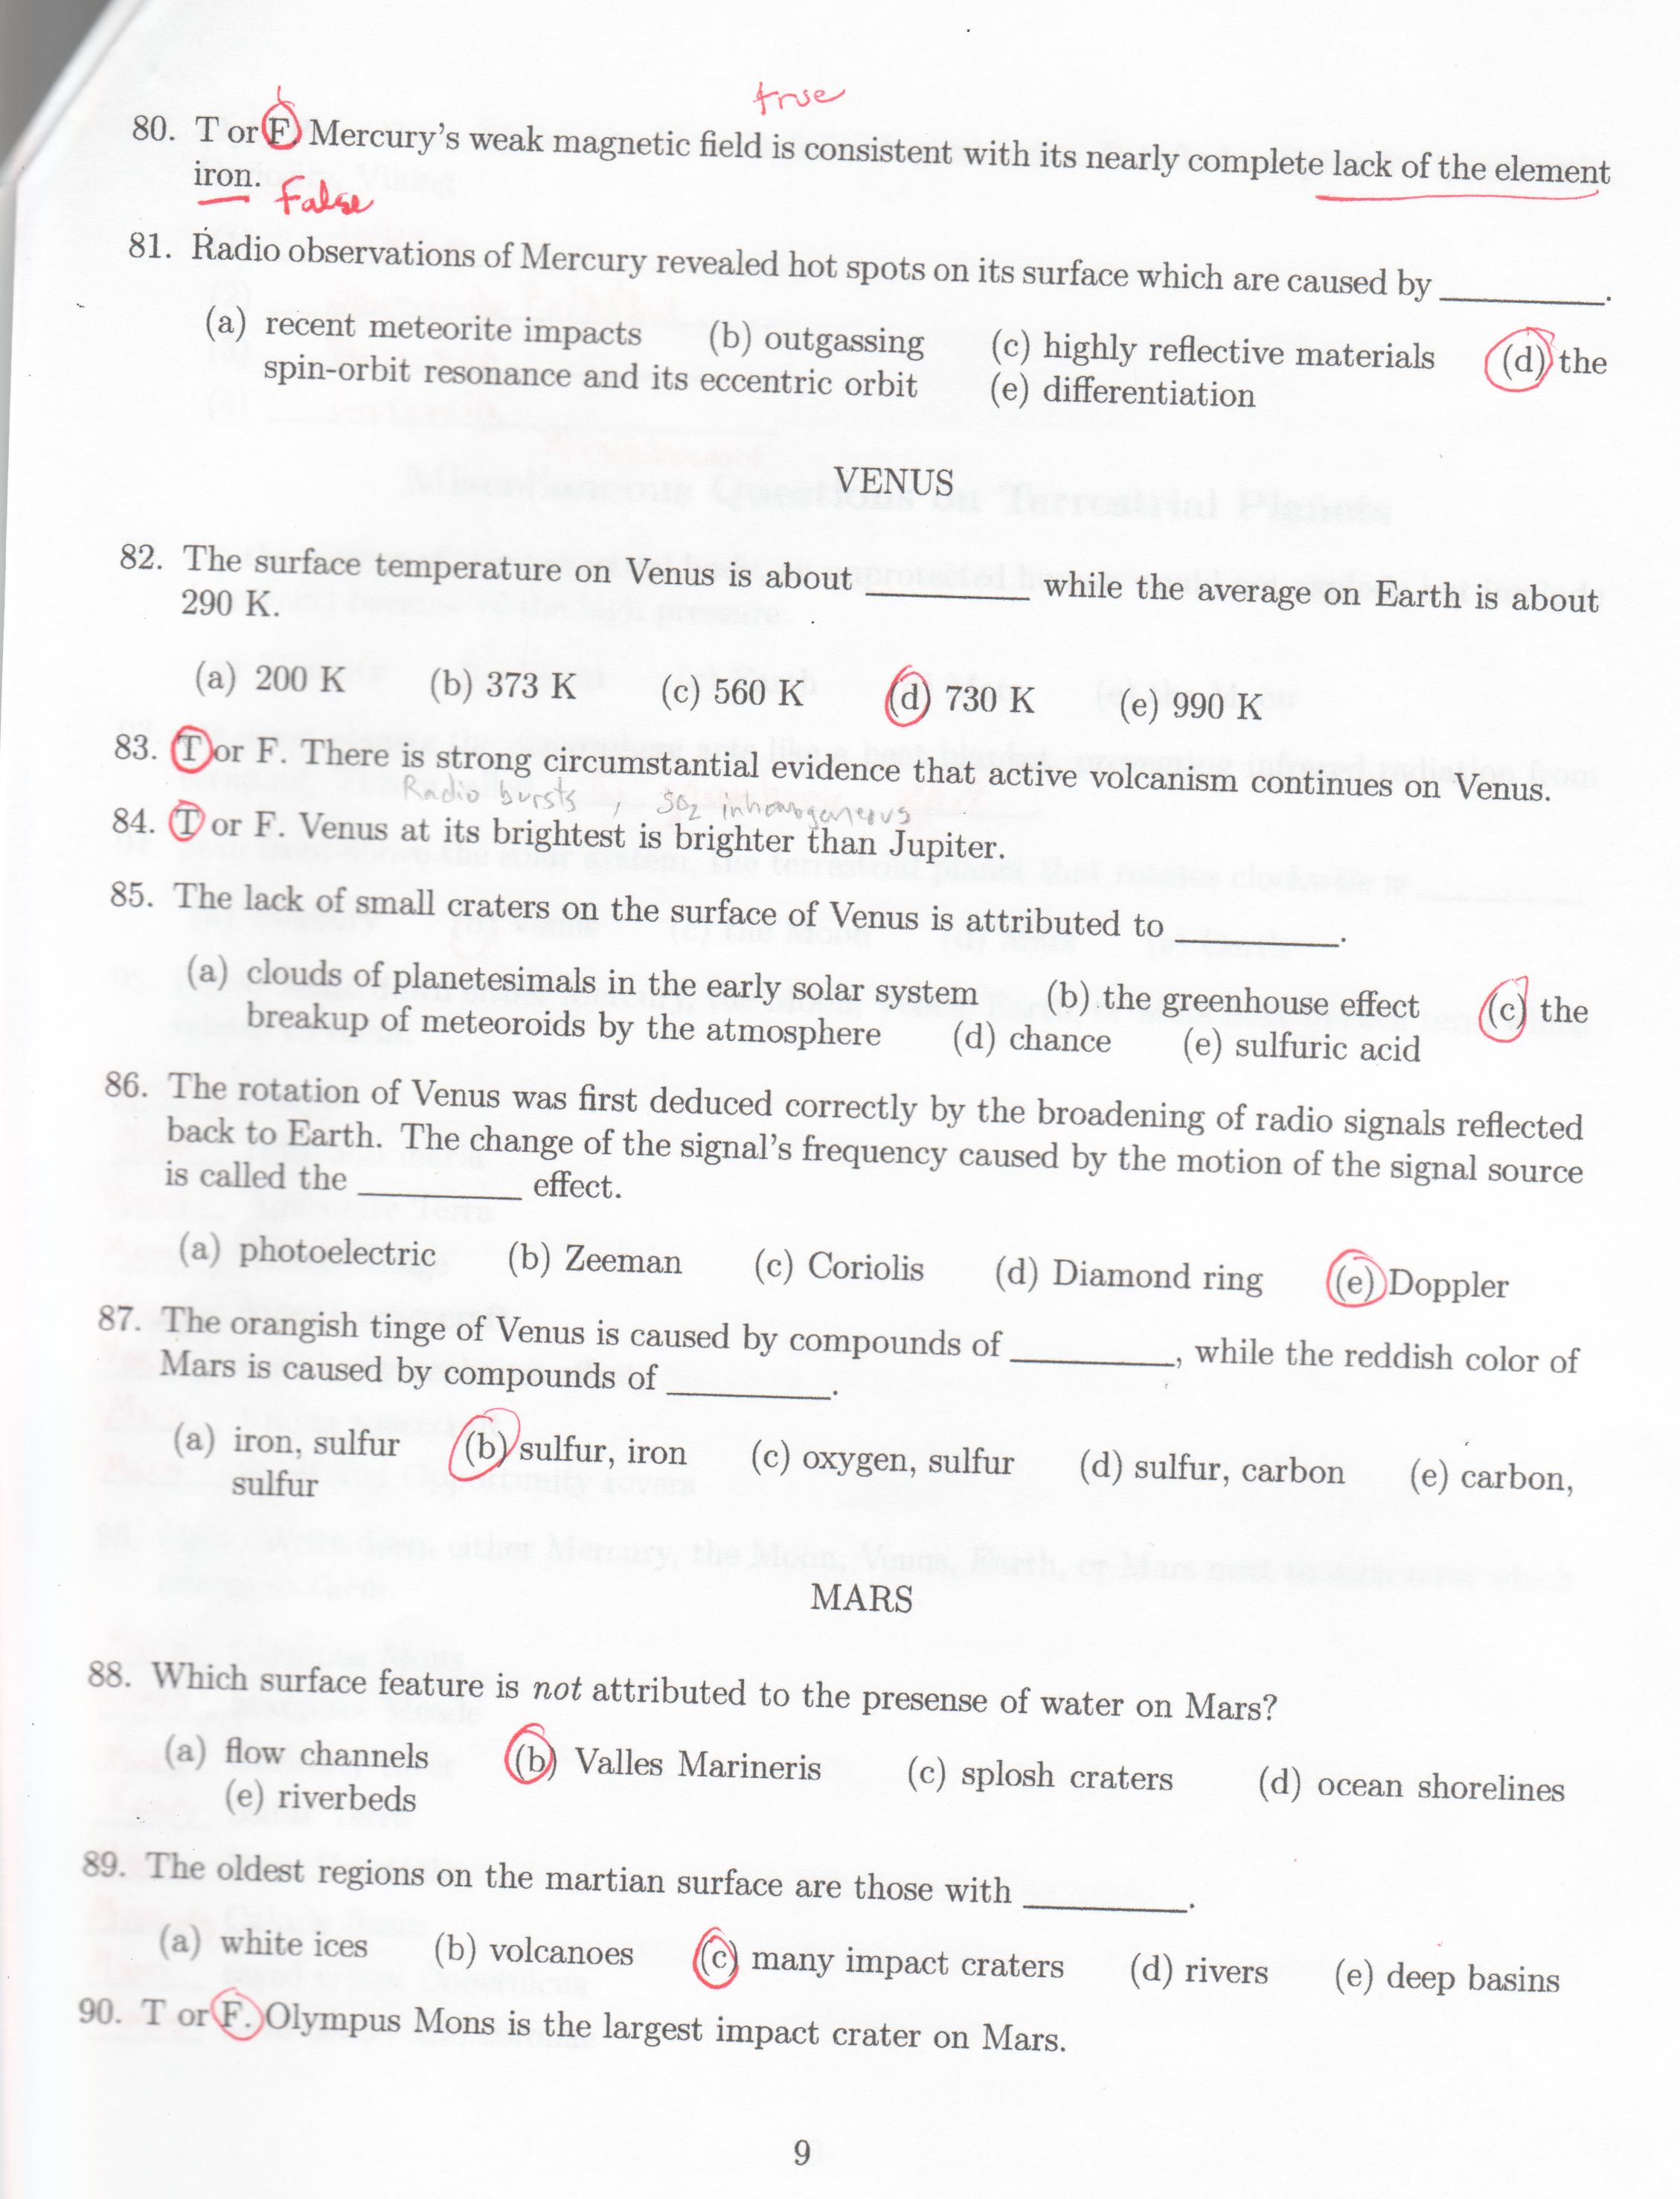 true
80. T or F. Mercury's weak magnetic field is consistent with its nearly complete lack of the element
iron. False
81. Radio observations of Mercury revealed hot spots on its surface which are caused by ________.
(a) recent meteorite impacts (b) outgassing (c) highly reflective materials (d) the
spin-orbit resonance and its eccentric orbit (e) differentiation
VENUS
82. The surface temperature on Venus is about ________ while the average on Earth is about
290 K.
(a) 200 K (b) 373 K (c) 560 K (d) 730 K (e) 990 K
83. T or F. There is strong circumstantial evidence that active volcanism continues on Venus.
Radio bursts , SO2 inhomogeneous
84. T or F. Venus at its brightest is brighter than Jupiter.
85. The lack of small craters on the surface of Venus is attributed to ________.
(a) clouds of planetesimals in the early solar system (b) the greenhouse effect (c) the
breakup of meteoroids by the atmosphere (d) chance (e) sulfuric acid
86. The rotation of Venus was first deduced correctly by the broadening of radio signals reflected
back to Earth. The change of the signal's frequency caused by the motion of the signal source
is called the ________ effect.
(a) photoelectric (b) Zeeman (c) Coriolis (d) Diamond ring (e) Doppler
87. The orangish tinge of Venus is caused by compounds of ________, while the reddish color of
Mars is caused by compounds of ________.
(a) iron, sulfur (b) sulfur, iron (c) oxygen, sulfur (d) sulfur, carbon (e) carbon,
sulfur
MARS
88. Which surface feature is not attributed to the presense of water on Mars?
(a) flow channels (b) Valles Marineris (c) splosh craters (d) ocean shorelines
(e) riverbeds
89. The oldest regions on the martian surface are those with ________.
(a) white ices (b) volcanoes (c) many impact craters (d) rivers (e) deep basins
90. T or F. Olympus Mons is the largest impact crater on Mars.
9